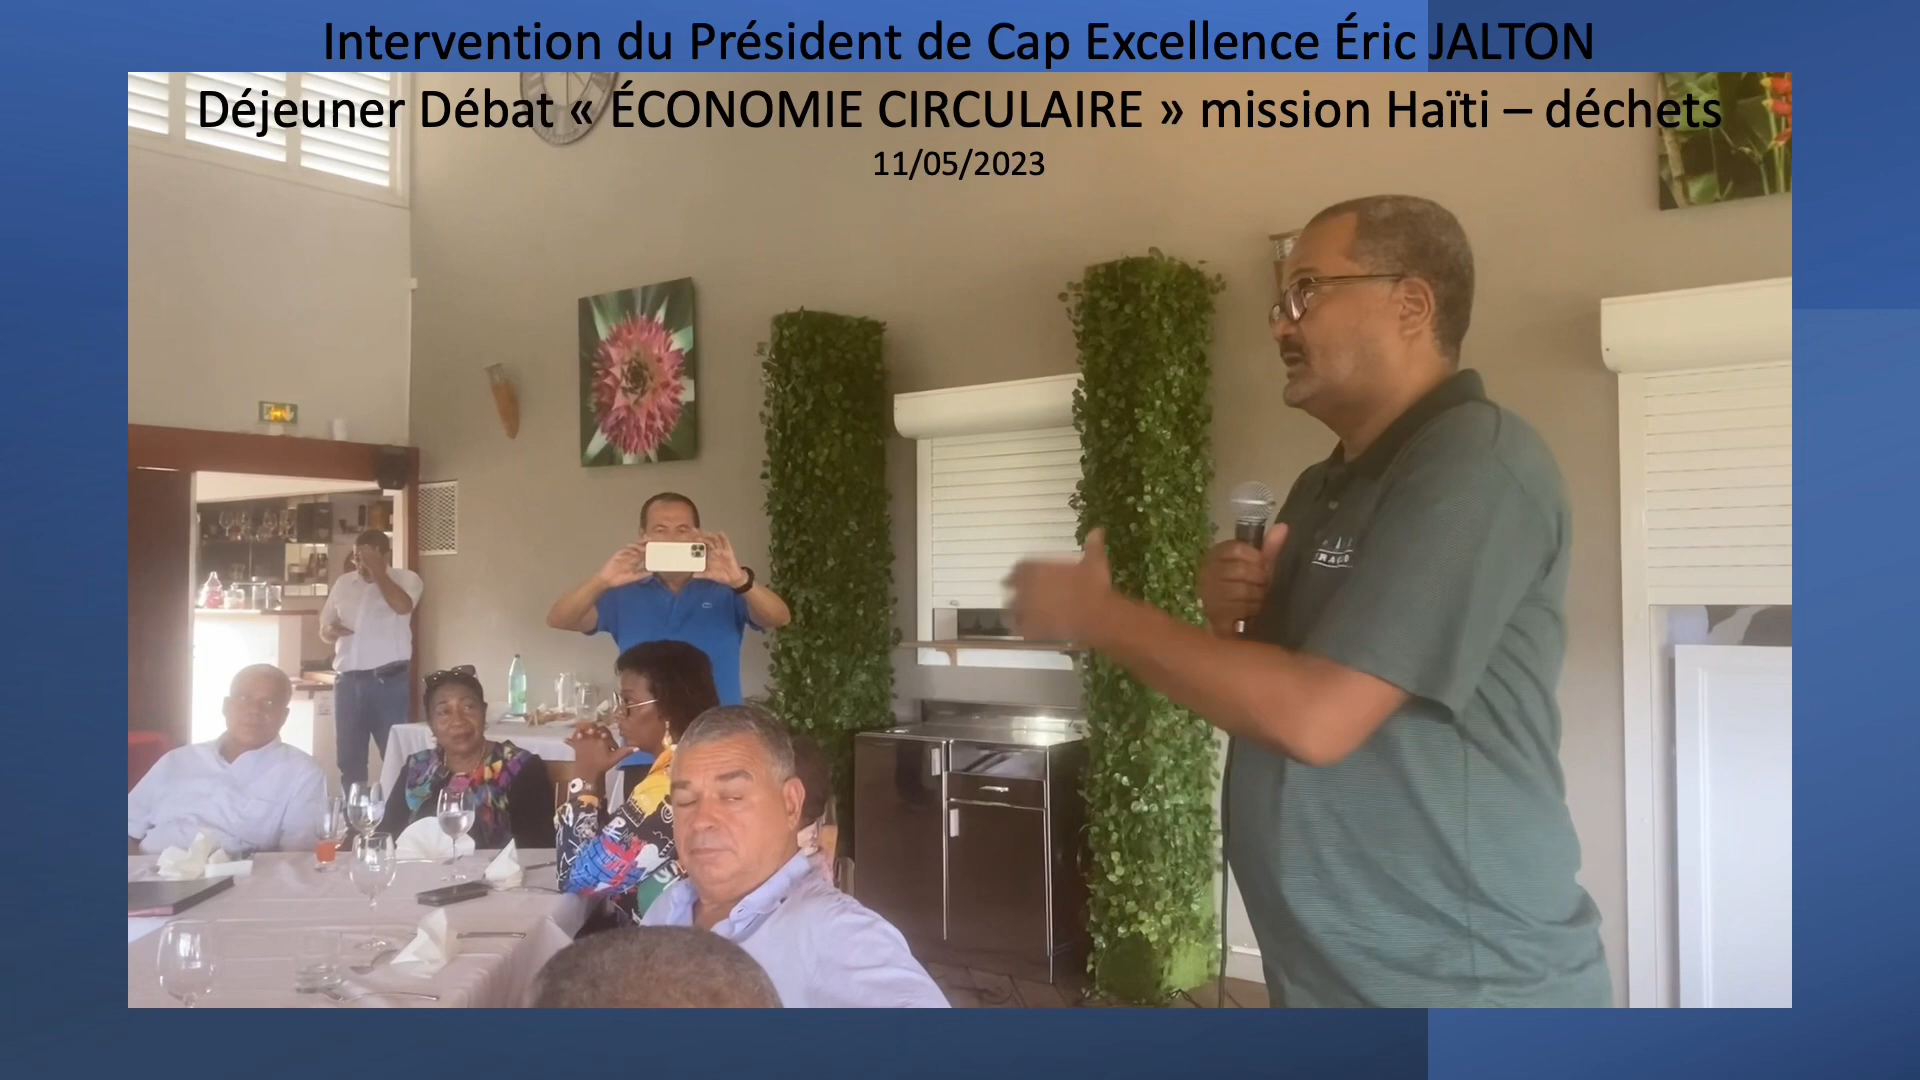 Intervention du Président de Cap Excellence Éric JALTON
Déjeuner Débat « ÉCONOMIE CIRCULAIRE » mission Haïti – déchets
11/05/2023